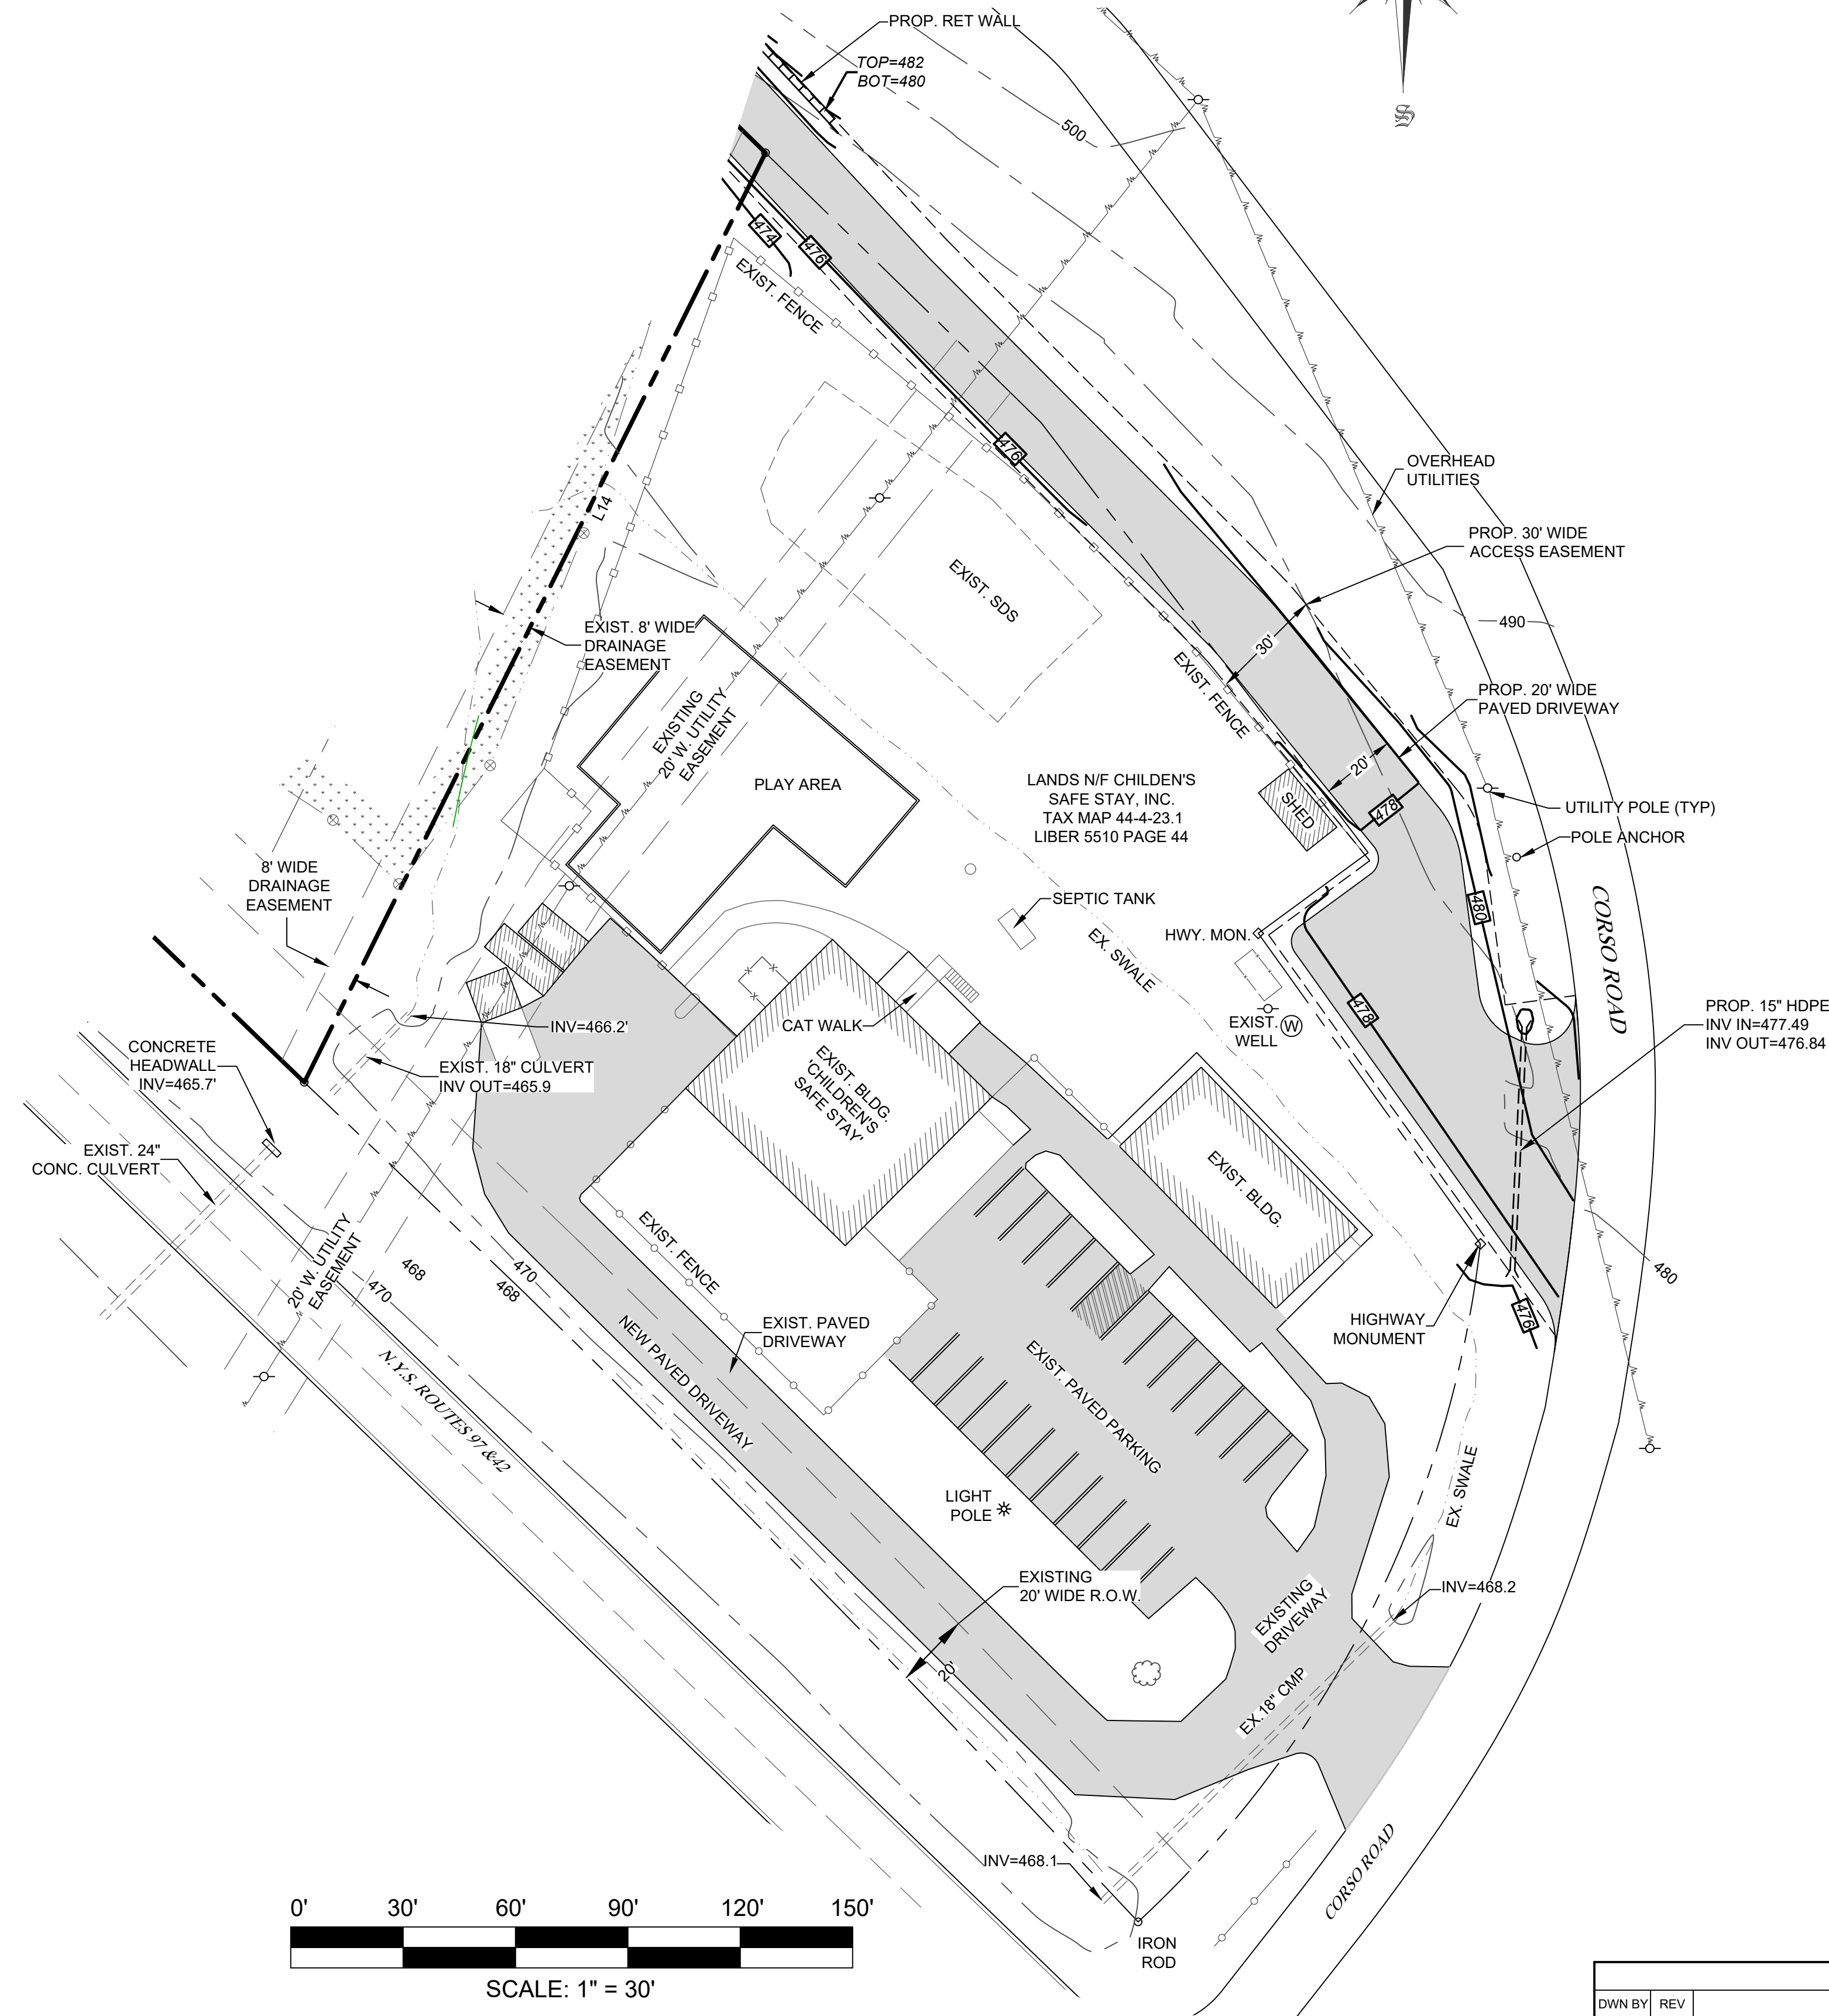 PROP. RET WALL
TOP=482
BOT=480
S
500
474
476
EXIST. FENCE
476
OVERHEAD
UTILITIES
PROP. 30' WIDE
ACCESS EASEMENT
L14
EXIST. SDS
490
EXIST. 8' WIDE
DRAINAGE
EASEMENT
30'
EXIST. FENCE
PROP. 20' WIDE
PAVED DRIVEWAY
EXISTING
20' W. UTILITY
EASEMENT
PLAY AREA
20'
LANDS N/F CHILDEN'S
SAFE STAY, INC.
TAX MAP 44-4-23.1
LIBER 5510 PAGE 44
SHED
478
UTILITY POLE (TYP)
POLE ANCHOR
8' WIDE
DRAINAGE
EASEMENT
SEPTIC TANK
480
CORSO ROAD
HWY. MON.
EX. SWALE
478
PROP. 15" HDPE
INV IN=477.49
INV OUT=476.84
INV=466.2'
CAT WALK
EXIST.
WELL
W
CONCRETE
HEADWALL
INV=465.7'
EXIST. 18" CULVERT
INV OUT=465.9
EXIST. BLDG.
'CHILDREN'S
SAFE STAY'
EXIST. 24"
CONC. CULVERT
EXIST. BLDG.
20' W. UTILITY
EASEMENT
468
470
470
468
EXIST. FENCE
480
HIGHWAY
MONUMENT
476
EXIST. PAVED
DRIVEWAY
NEW PAVED DRIVEWAY
EXIST. PAVED PARKING
N.Y.S. ROUTES 97 &42
EX. SWALE
LIGHT
POLE
EXISTING
20' WIDE R.O.W.
INV=468.2
EXISTING
DRIVEWAY
20'
EX.18" CMP
INV=468.1
CORSO ROAD
IRON
ROD
0' 30' 60' 90' 120' 150'
SCALE: 1" = 30'
DWN BY REV